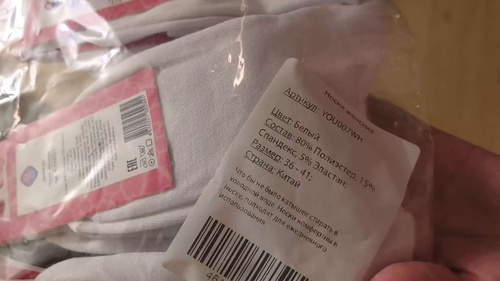 Носки женские
Артикул: YOU007WH
Цвет: Белый
Состав: 80% Полиэстер, 15%
Спандекс, 5% Эластан;
Размер: 36 - 41;
Страна: Китай
Что бы не было катышек стирать в
холодной воде. Носки комфортны в
носке, подходят для ежедневного
использования
EAC